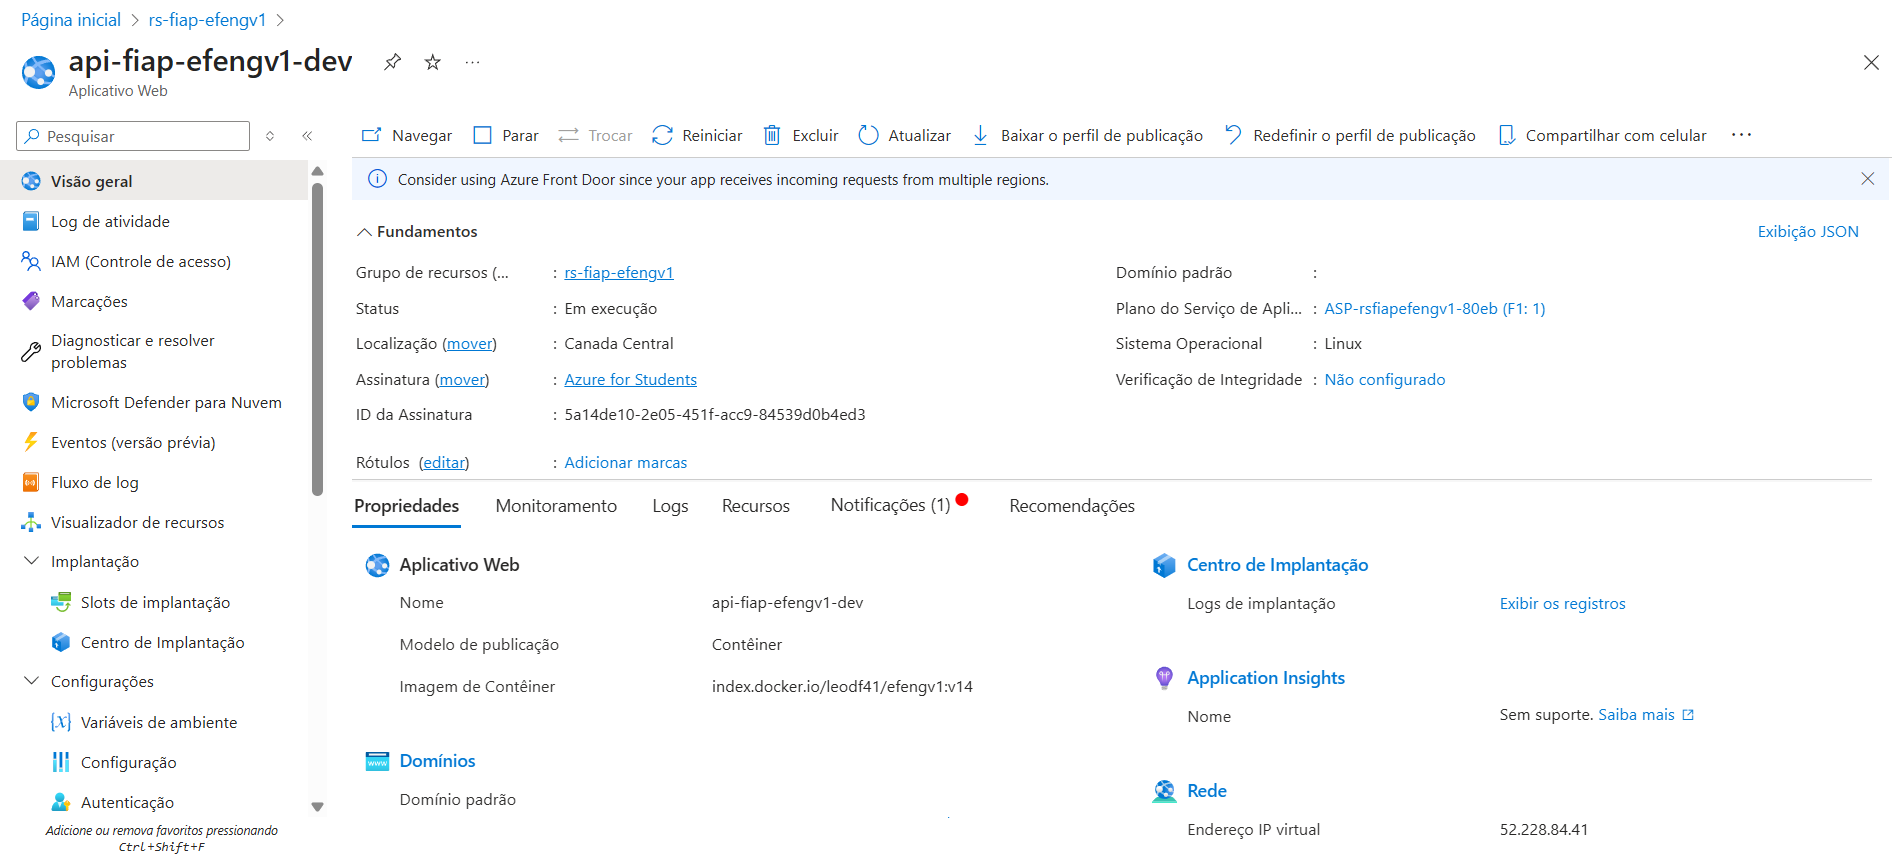 Página inicial > rs-fiap-efengv1 >
api-fiap-efengv1-dev
Aplicativo Web
Pesquisar
Navegar Parar Trocar Reiniciar Excluir Atualizar Baixar o perfil de publicação Redefinir o perfil de publicação Compartilhar com celular ...
Visão geral
Log de atividade
IAM (Controle de acesso)
Marcações
Diagnosticar e resolver
problemas
Microsoft Defender para Nuvem
Eventos (versão prévia)
Fluxo de log
Visualizador de recursos
Implantação
Slots de implantação
Centro de Implantação
Configurações
Variáveis de ambiente
Configuração
Autenticação
Adicione ou remova favoritos pressionando
Ctrl+Shift+F
Consider using Azure Front Door since your app receives incoming requests from multiple regions.
Fundamentos
Exibição JSON
Grupo de recursos (... : rs-fiap-efengv1
Status : Em execução
Localização (mover) : Canada Central
Assinatura (mover) : Azure for Students
ID da Assinatura : 5a14de10-2e05-451f-acc9-84539d0b4ed3
Rótulos (editar) : Adicionar marcas
Domínio padrão :
Plano do Serviço de Apli... : ASP-rsfiapefengv1-80eb (F1: 1)
Sistema Operacional : Linux
Verificação de Integridade : Não configurado
Propriedades Monitoramento Logs Recursos Notificações (1) Recomendações
Aplicativo Web
Nome api-fiap-efengv1-dev
Modelo de publicação Contêiner
Imagem de Contêiner index.docker.io/leodf41/efengv1:v14
www
Domínios
Domínio padrão
Centro de Implantação
Logs de implantação Exibir os registros
Application Insights
Nome Sem suporte. Saiba mais
Rede
Endereço IP virtual 52.228.84.41